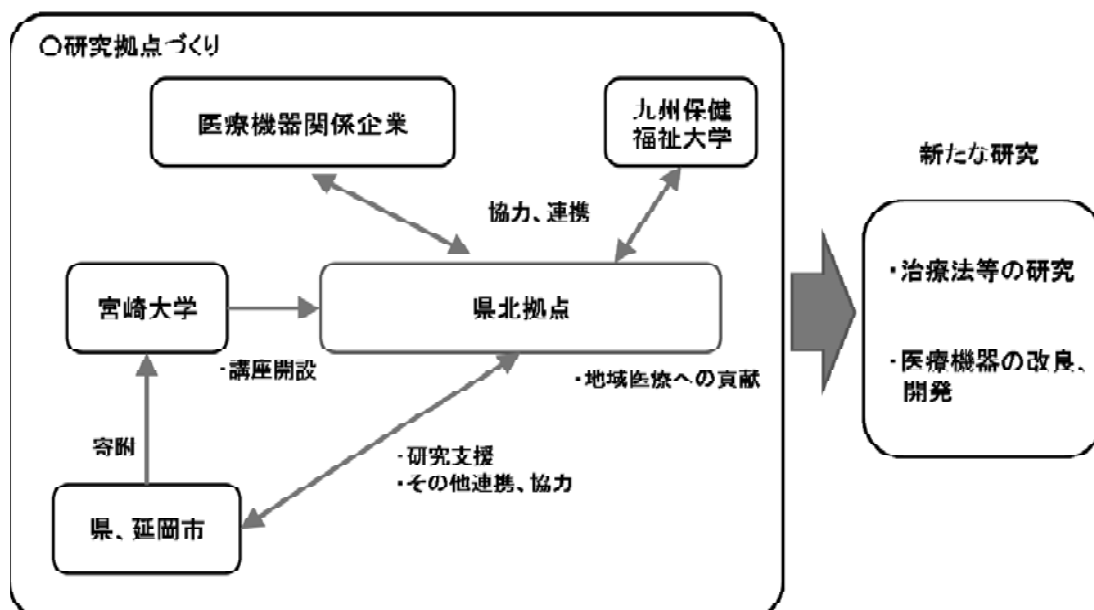 〇研究拠点づくり
医療機器関係企業
九州保健
福祉大学
新たな研究
協力、連携
・治療法等の研究
宮崎大学
県北拠点
・講座開設
・地域医療への貢献
・医療機器の改良、
開発
寄附
・研究支援
・その他連携、協力
県、延岡市